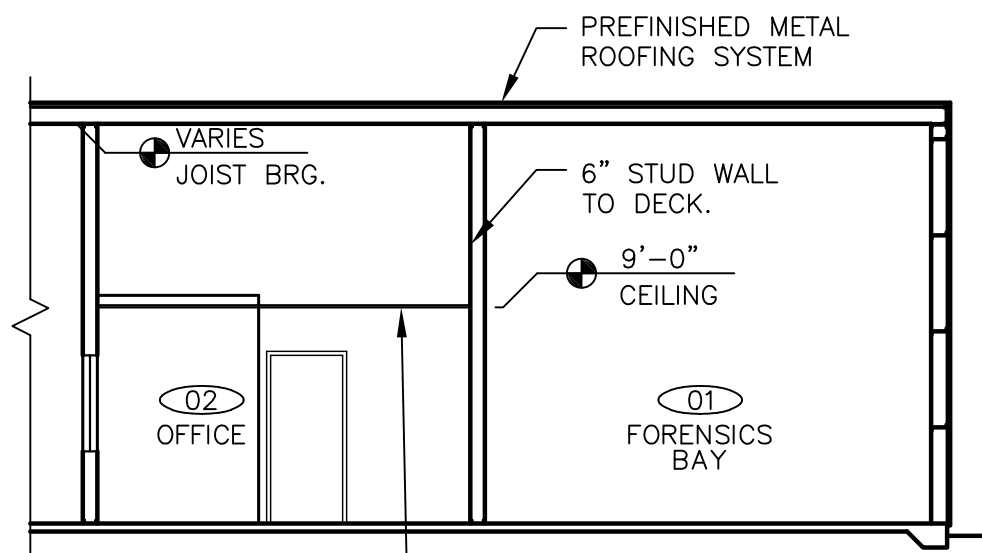 PREFINISHED METAL
ROOFING SYSTEM
VARIES
JOIST BRG.
6” STUD WALL
TO DECK.
9’-0”
CEILING
02
OFFICE
01
FORENSICS
BAY